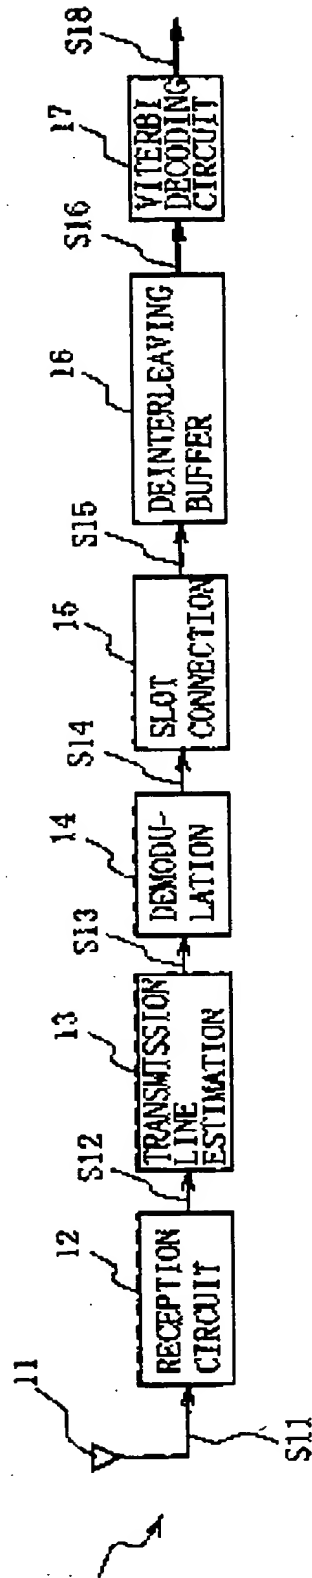 11
S11
12
RECEPTION
CIRCUIT
S12
13
TRANSMISSION
LINE
ESTIMATION
S13
14
DEMODU-
LATION
S14
15
SLOT
CONNECTION
S15
16
DEINTERLEAVING
BUFFER
S16
17
VITERBI
DECODING
CIRCUIT
S18